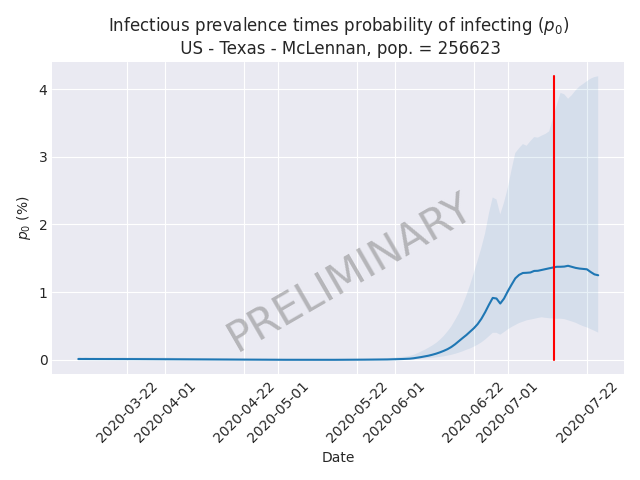 Infectious prevalence times probability of infecting (p₀)
US - Texas - McLennan, pop. = 256623
4
3
2
1
0
p₀ (%)
PRELIMINARY
2020-03-22
2020-04-01
2020-04-22
2020-05-01
2020-05-22
2020-06-01
2020-06-22
2020-07-01
2020-07-22
Date